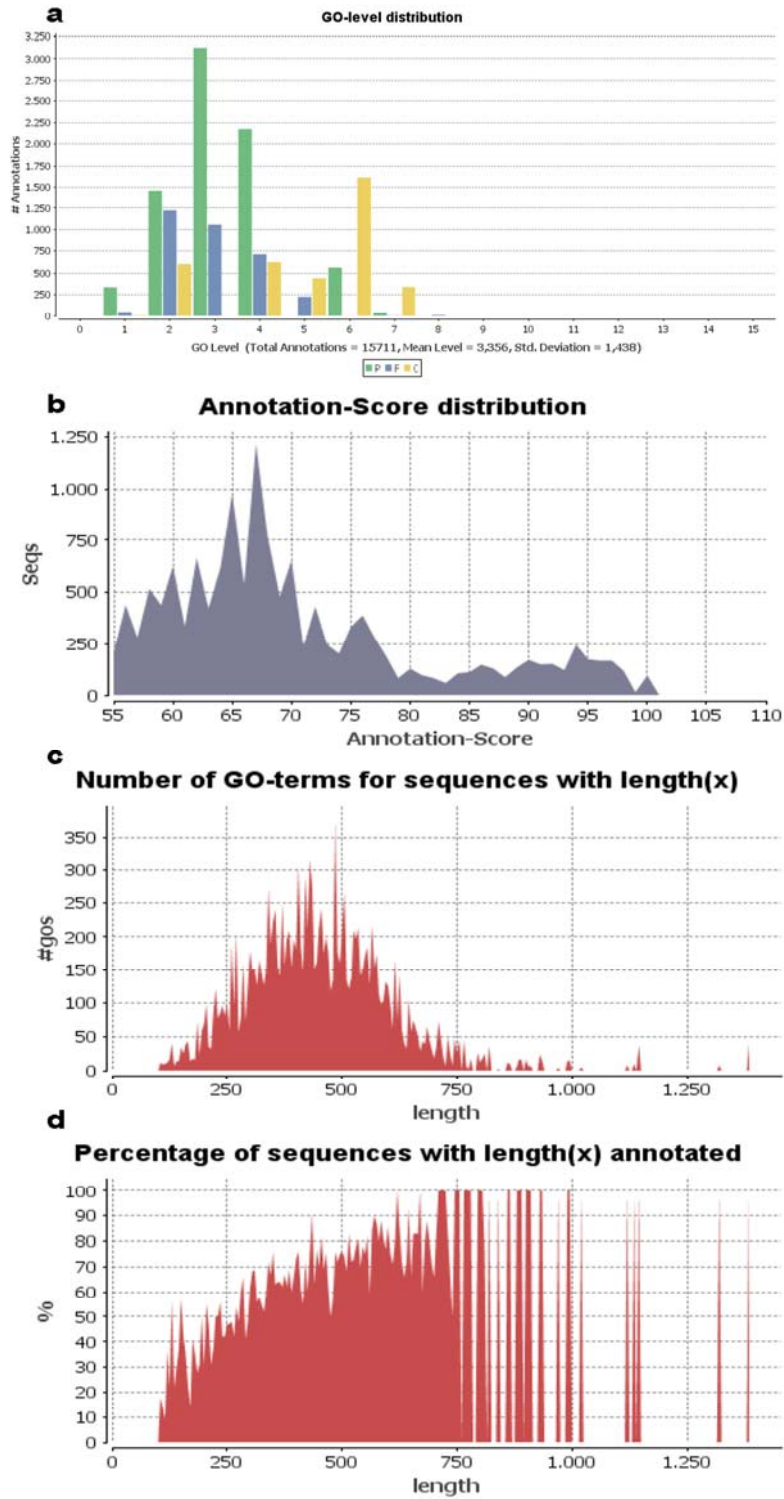 a
GO-level distribution
3.250
3.000
2.750
2.500
2.250
2.000
1.750
1.500
1.250
1.000
750
500
250
0
# Annotations
0 1 2 3 4 5 6 7 8 9 10 11 12 13 14 15
GO Level (Total Annotations = 15711, Mean Level = 3,356, Std. Deviation = 1,438)
P F C
b
Annotation-Score distribution
1.250
1.000
750
500
250
0
Seqs
55 60 65 70 75 80 85 90 95 100 105 110
Annotation-Score
c
Number of GO-terms for sequences with length(x)
350
300
250
200
150
100
50
0
#gos
0 250 500 750 1.000 1.250
length
d
Percentage of sequences with length(x) annotated
100
90
80
70
60
50
40
30
20
10
0
%
0 250 500 750 1.000 1.250
length